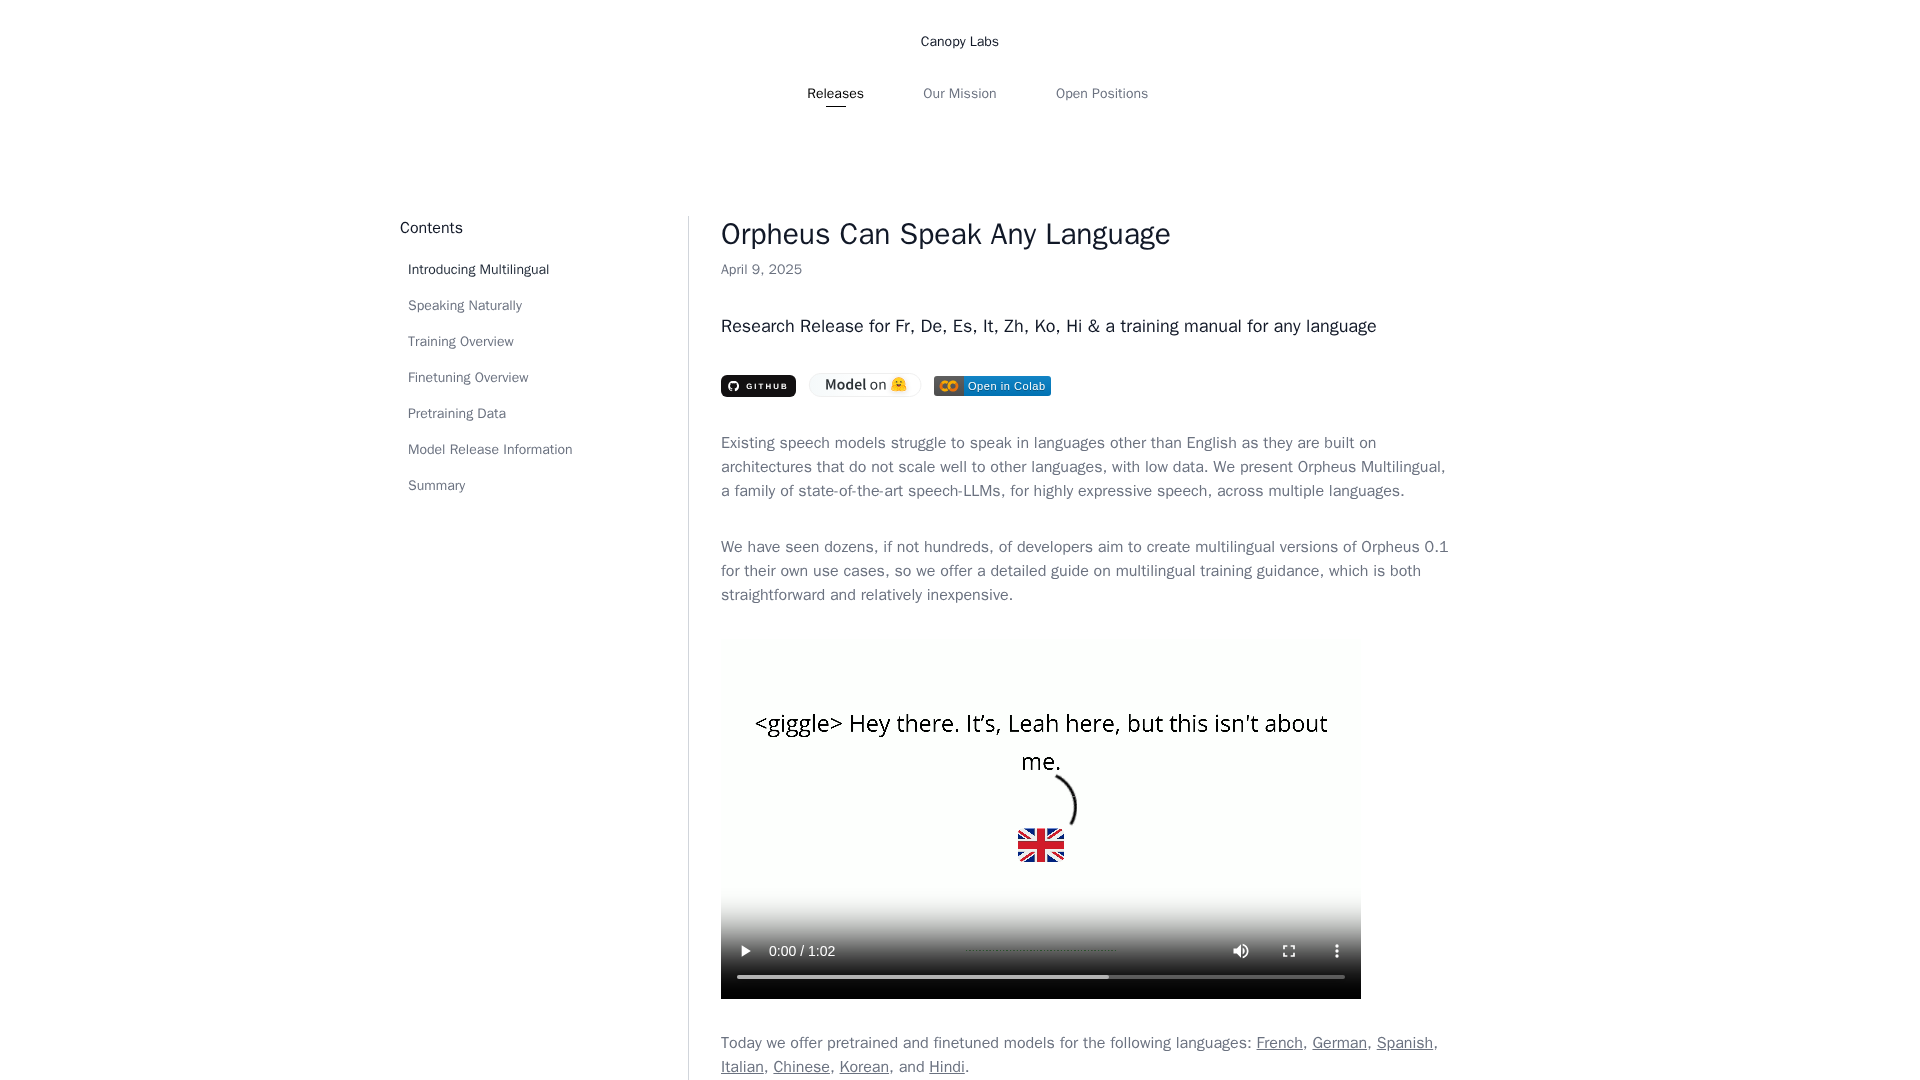 Canopy Labs
Releases
Our Mission
Open Positions
Contents
Introducing Multilingual
Speaking Naturally
Training Overview
Finetuning Overview
Pretraining Data
Model Release Information
Summary
Orpheus Can Speak Any Language
April 9, 2025
Research Release for Fr, De, Es, It, Zh, Ko, Hi & a training manual for any language
GITHUB
Model on 🤗
Open in Colab
Existing speech models struggle to speak in languages other than English as they are built on
architectures that do not scale well to other languages, with low data. We present Orpheus Multilingual,
a family of state-of-the-art speech-LLMs, for highly expressive speech, across multiple languages.
We have seen dozens, if not hundreds, of developers aim to create multilingual versions of Orpheus 0.1
for their own use cases, so we offer a detailed guide on multilingual training guidance, which is both
straightforward and relatively inexpensive.
<giggle> Hey there. It’s, Leah here, but this isn't about
me.
0:00 / 1:02
Today we offer pretrained and finetuned models for the following languages: French, German, Spanish,
Italian, Chinese, Korean, and Hindi.